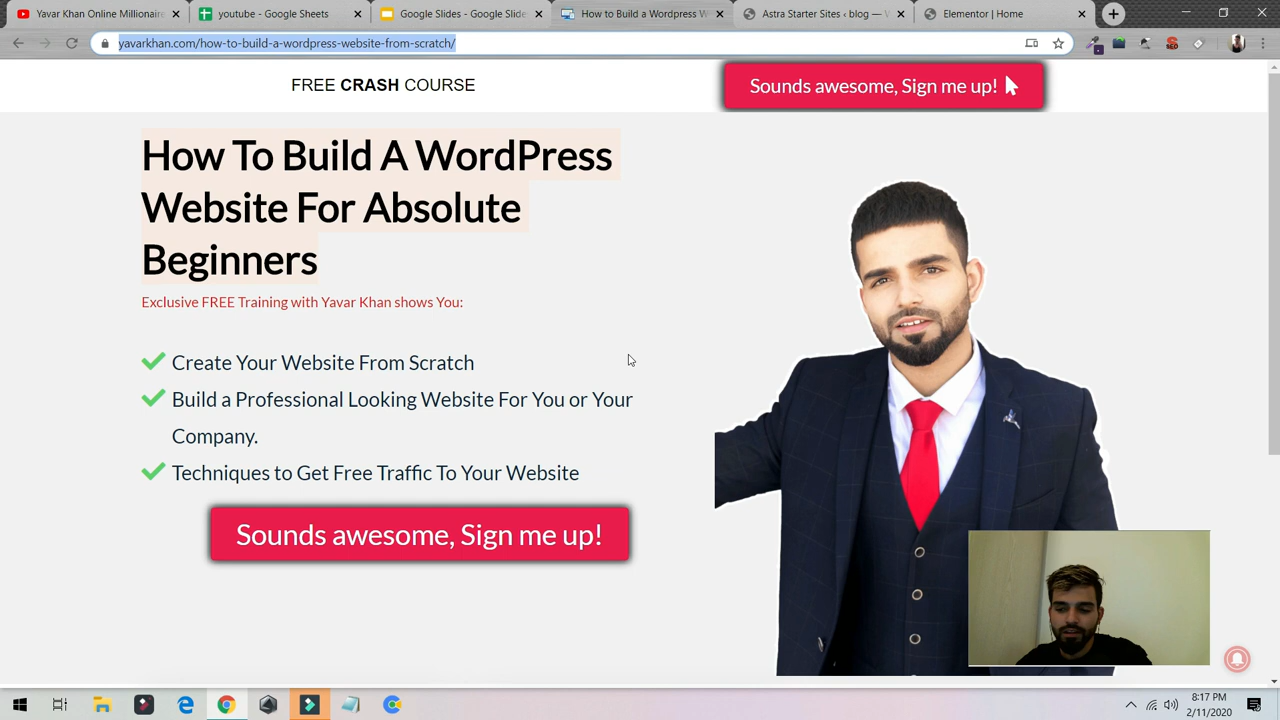 Yavar Khan Online Millionaire
youtube - Google Sheets
Google Slides - Google Slide
How to Build a WordPress W
Astra Starter Sites ‹ blog — W
Elementor | Home
yavarkhan.com/how-to-build-a-wordpress-website-from-scratch/
FREE CRASH COURSE
Sounds awesome, Sign me up!
How To Build A WordPress
Website For Absolute
Beginners
Exclusive FREE Training with Yavar Khan shows You:
Create Your Website From Scratch
Build a Professional Looking Website For You or Your
Company.
Techniques to Get Free Traffic To Your Website
Sounds awesome, Sign me up!
8:17 PM
2/11/2020